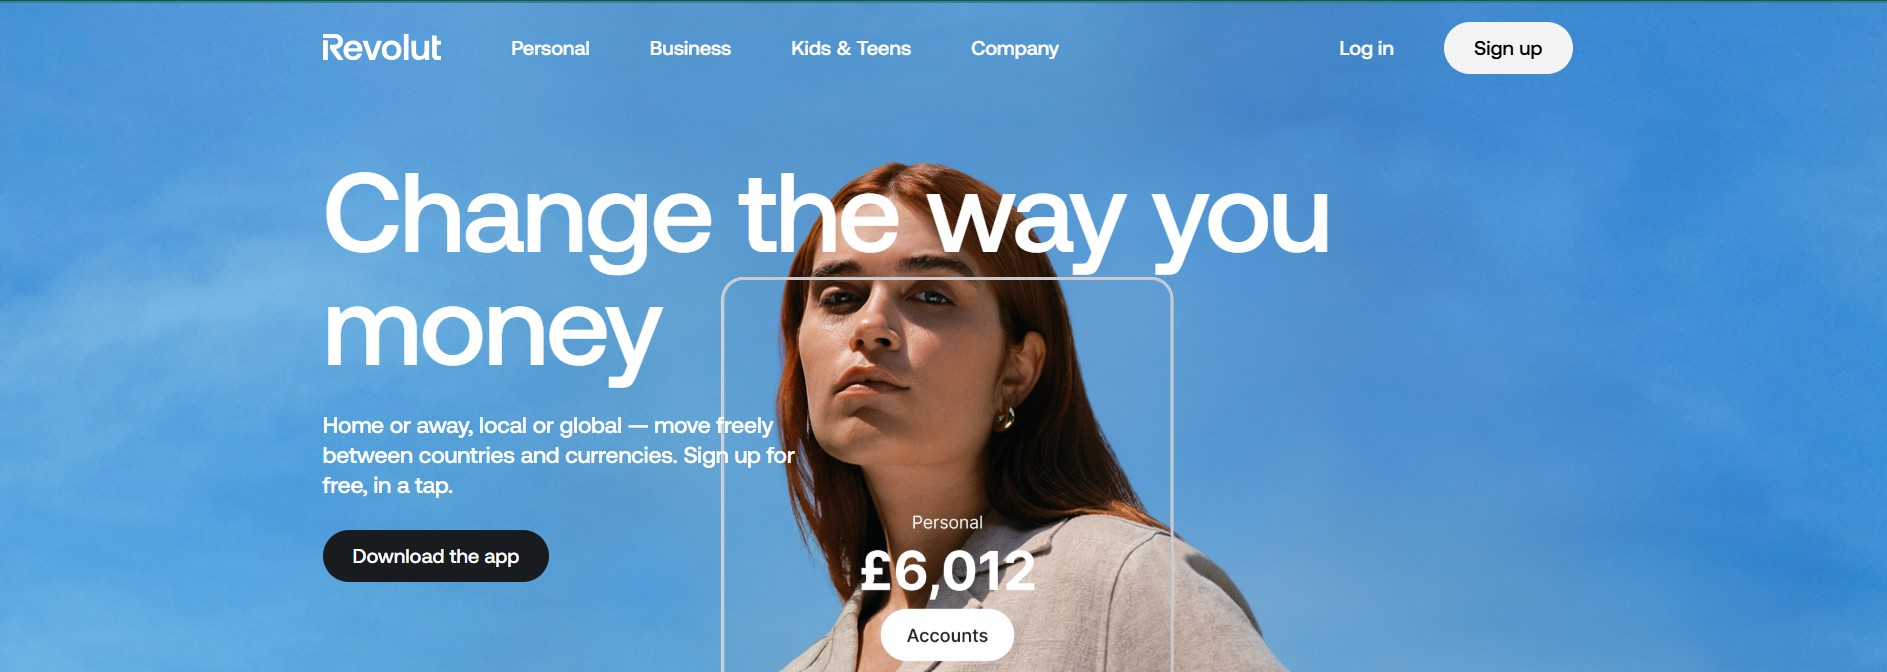 Revolut Personal Business Kids & Teens Company Log in Sign up
Change the way you
money
Home or away, local or global — move freely
between countries and currencies. Sign up for
free, in a tap.
Download the app
Personal
£6,012
Accounts